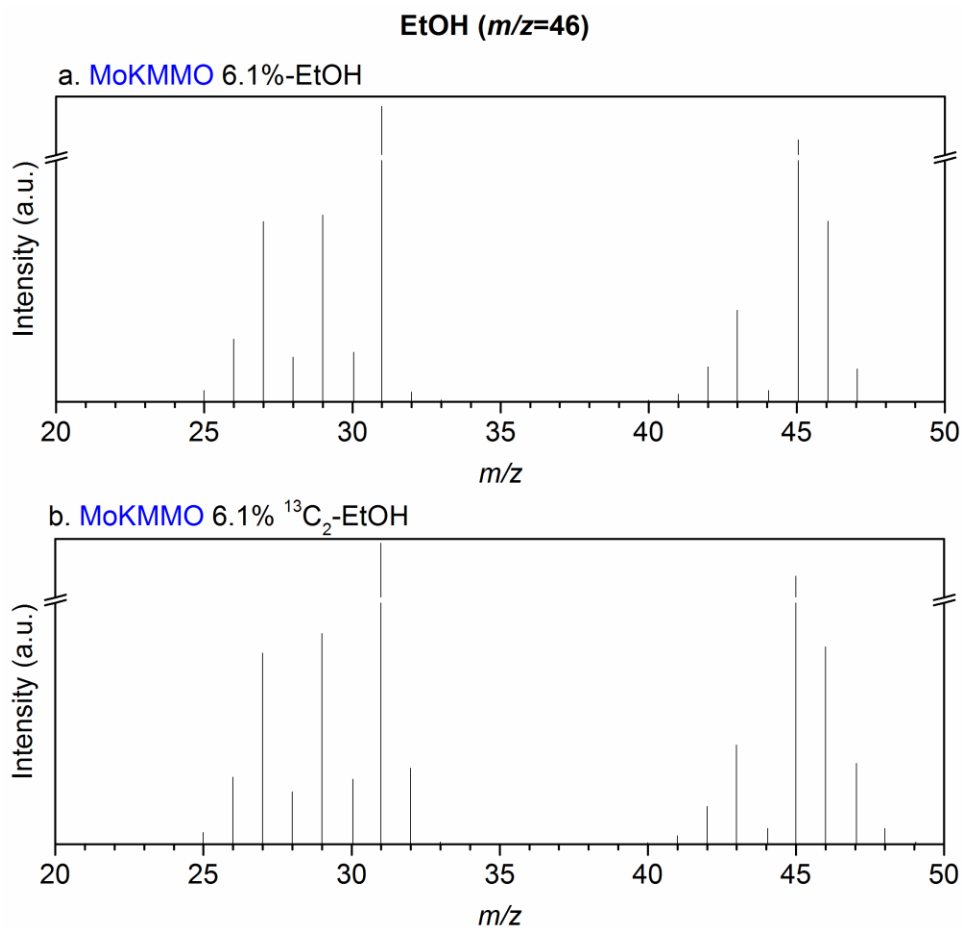 EtOH (m/z=46)
a. MoKMMO 6.1%-EtOH
Intensity (a.u.)
20 25 30 35 40 45 50
m/z
b. MoKMMO 6.1% ¹³C₂-EtOH
Intensity (a.u.)
20 25 30 35 40 45 50
m/z